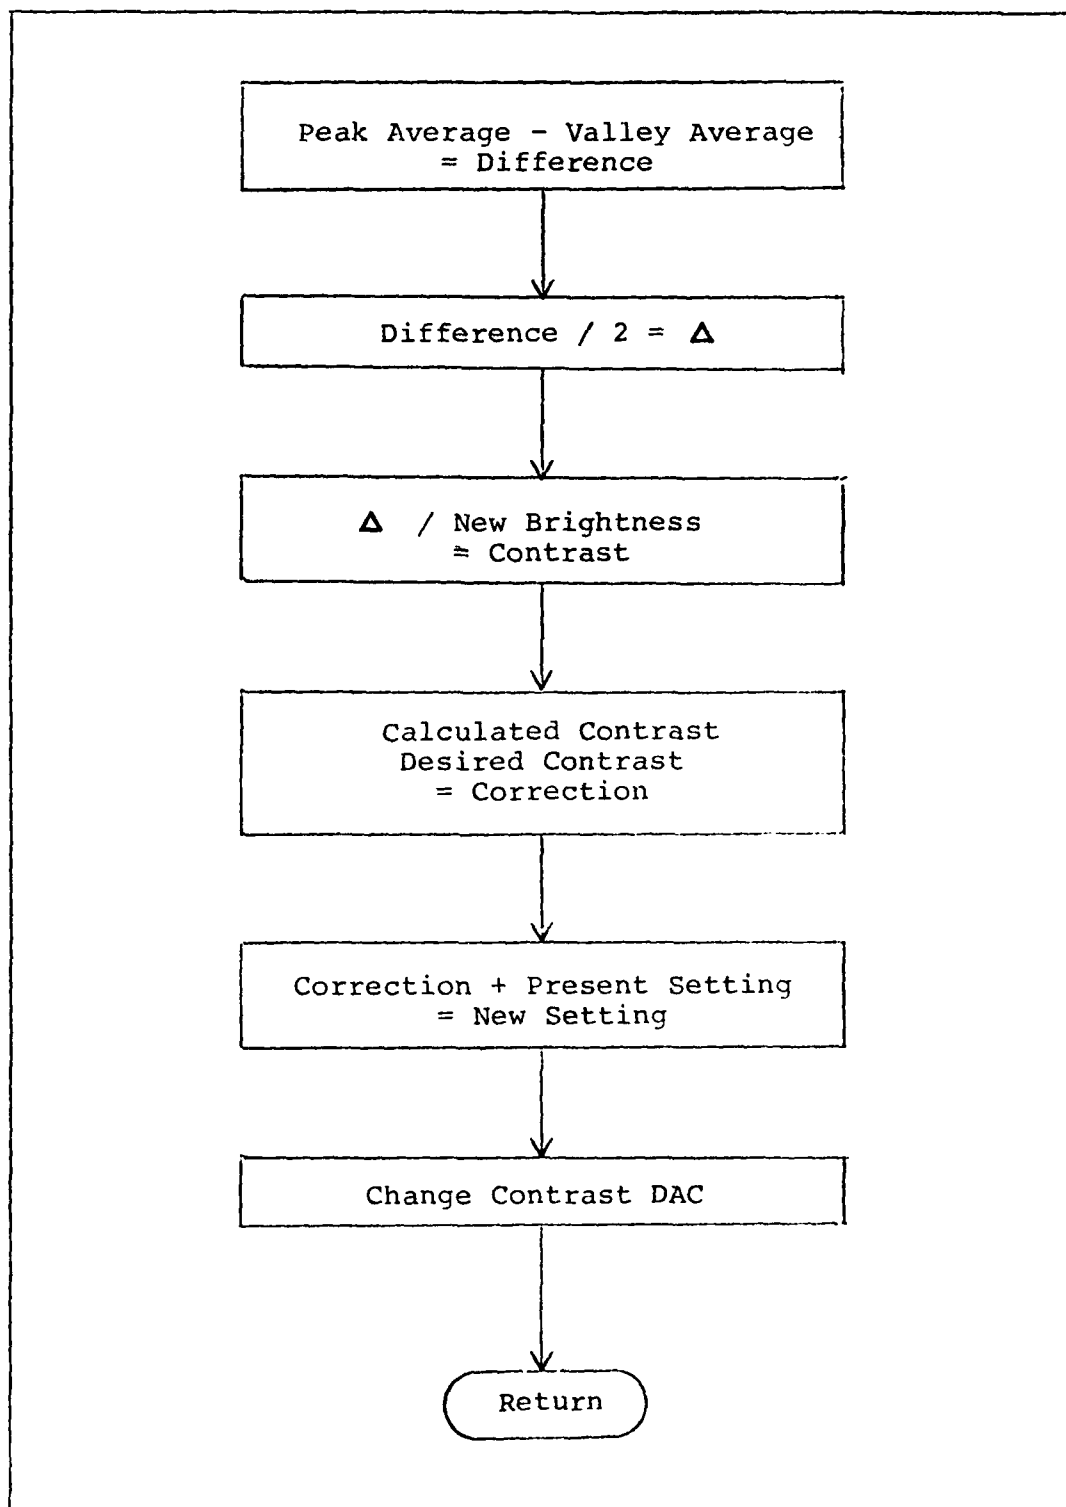 Peak Average - Valley Average
= Difference
Difference / 2 = Δ
Δ / New Brightness
= Contrast
Calculated Contrast
Desired Contrast
= Correction
Correction + Present Setting
= New Setting
Change Contrast DAC
Return